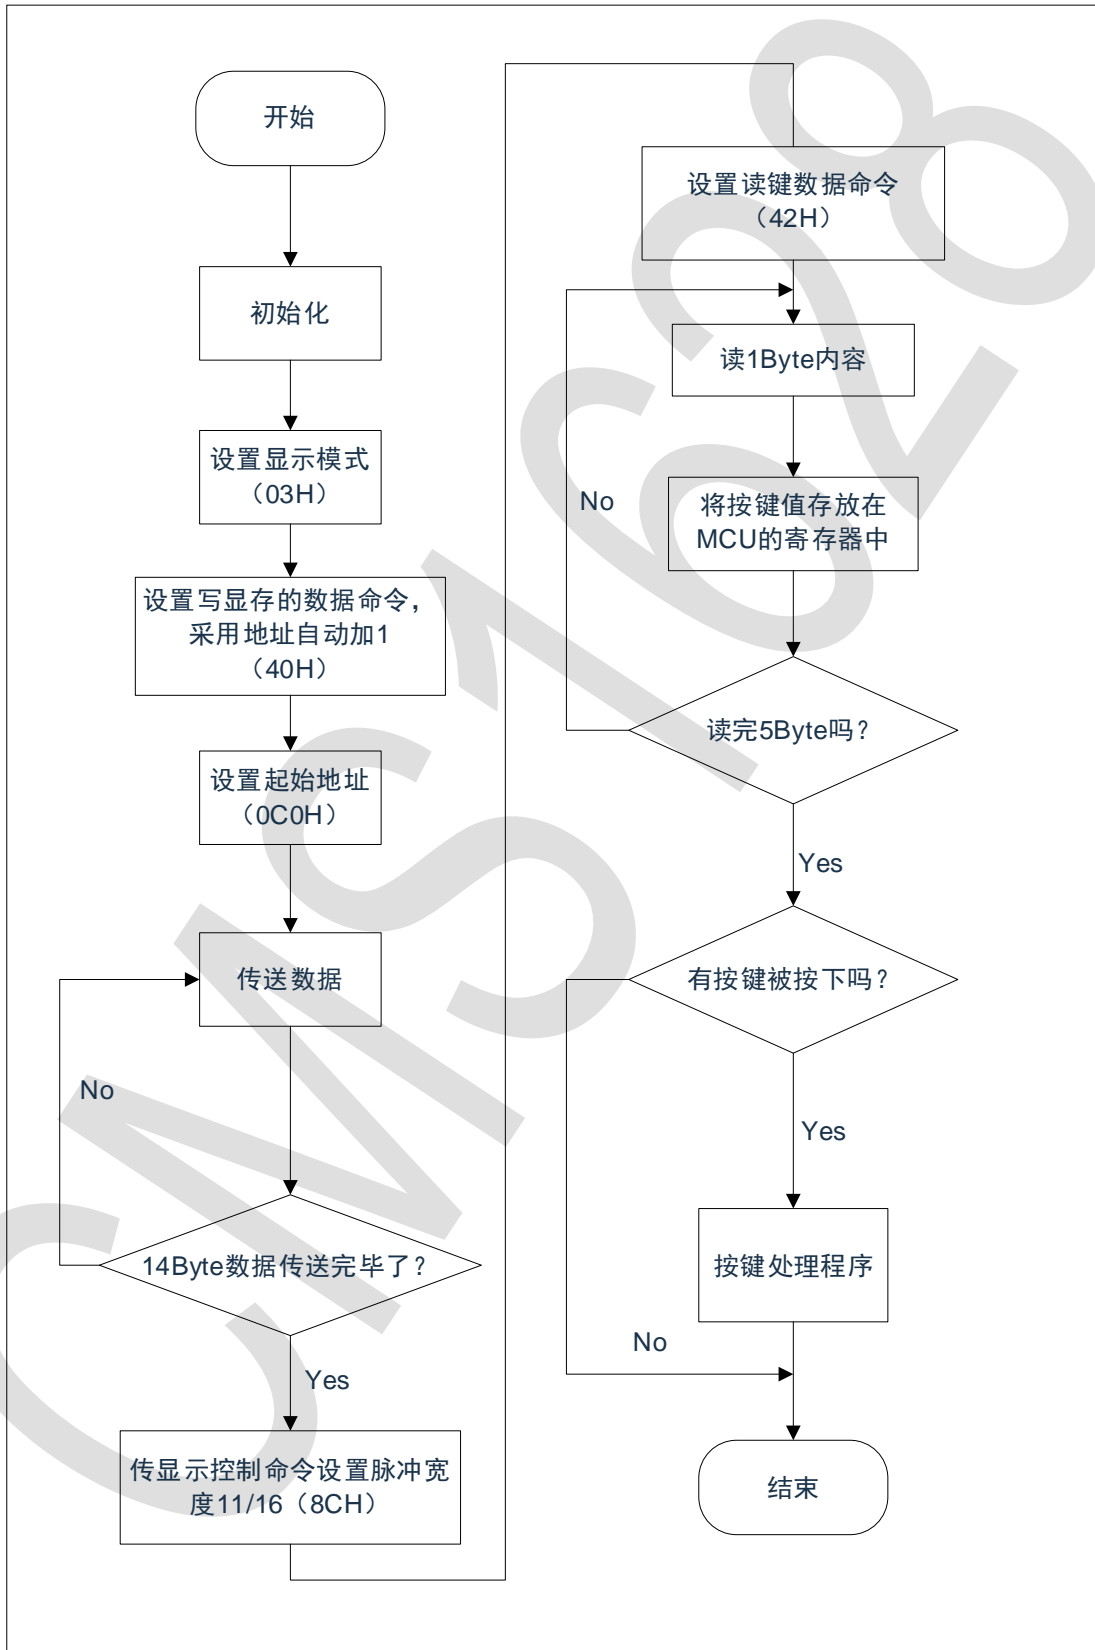 开始
初始化
设置显示模式
（03H）
设置写显存的数据命令，
采用地址自动加1
（40H）
设置起始地址
（0C0H）
传送数据
No
14Byte数据传送完毕了？
Yes
传显示控制命令设置脉冲宽
度11/16（8CH）
设置读键数据命令
（42H）
读1Byte内容
No
将按键值存放在
MCU的寄存器中
读完5Byte吗？
Yes
有按键被按下吗？
Yes
按键处理程序
No
结束
CMS1628